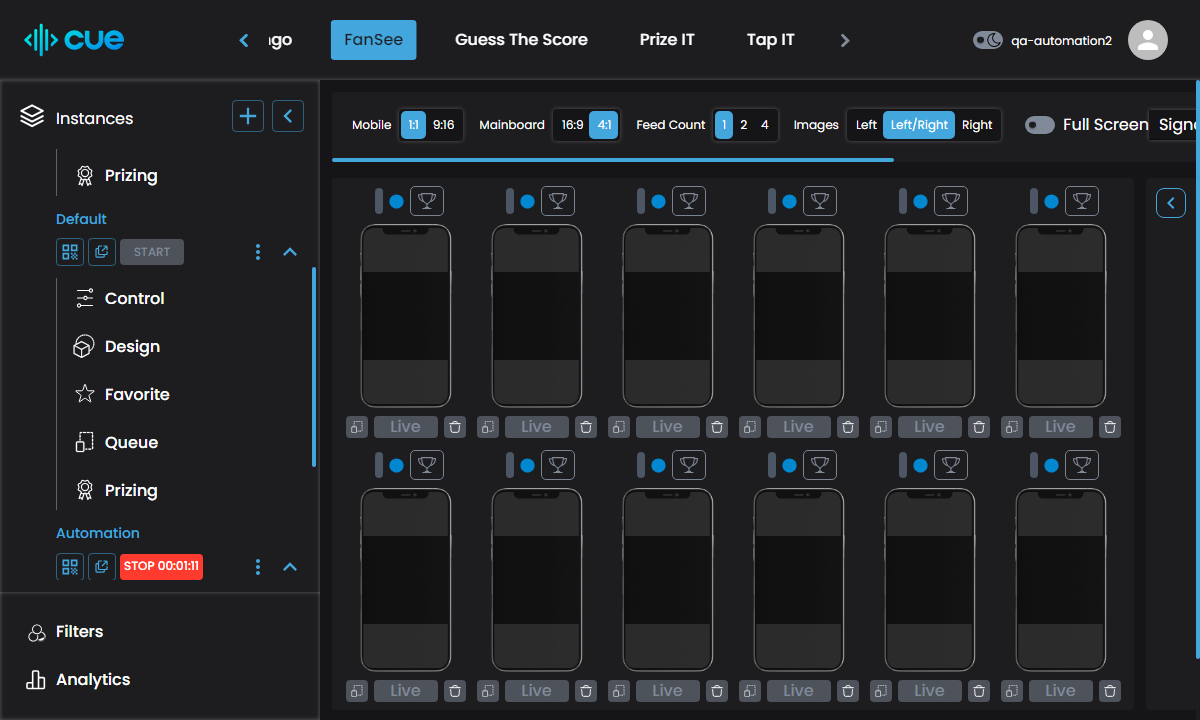 cue
FanSee
Guess The Score
Prize IT
Tap IT
qa-automation2
Instances
Prizing
Default
START
Control
Design
Favorite
Queue
Prizing
Automation
STOP 00:01:11
Filters
Analytics
Mobile 1:1 9:16 Mainboard 16:9 4:1 Feed Count 1 2 4 Images Left Left/Right Right Full Screen
Live Live Live Live Live Live
Live Live Live Live Live Live